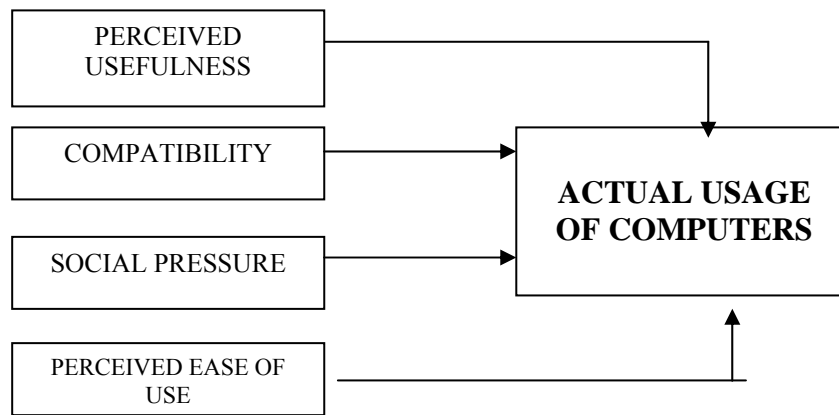 PERCEIVED
USEFULNESS
COMPATIBILITY
SOCIAL PRESSURE
PERCEIVED EASE OF
USE
ACTUAL USAGE
OF COMPUTERS